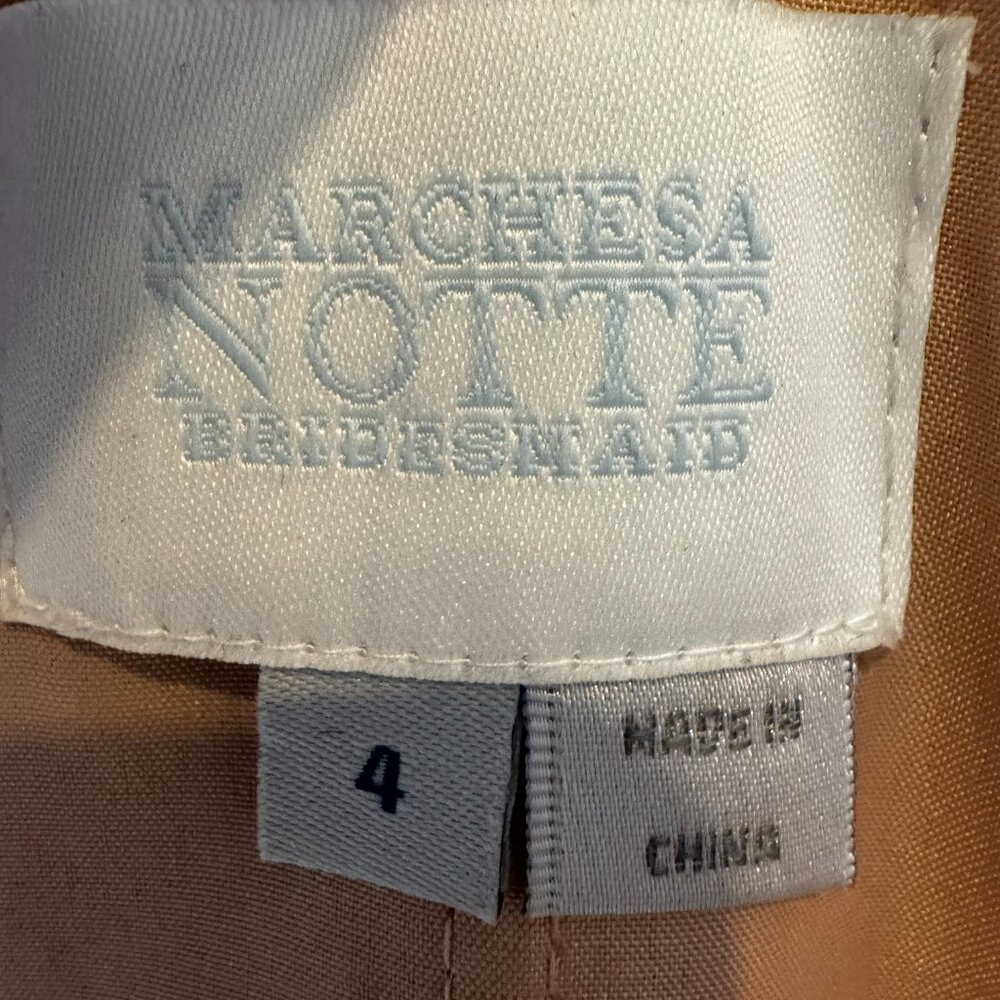 MARCHESA
NOTTE
BRIDESMAID
4
MADE IN
CHINA